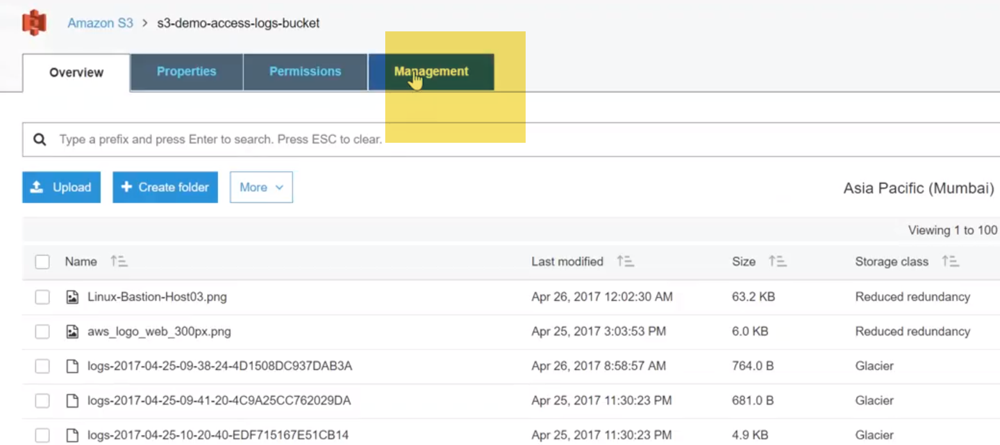 Amazon S3 > s3-demo-access-logs-bucket
Overview Properties Permissions Management
Type a prefix and press Enter to search. Press ESC to clear.
Upload + Create folder More Asia Pacific (Mumbai)
Viewing 1 to 100
Name Last modified Size Storage class
Linux-Bastion-Host03.png Apr 26, 2017 12:02:30 AM 63.2 KB Reduced redundancy
aws_logo_web_300px.png Apr 25, 2017 3:03:53 PM 6.0 KB Reduced redundancy
logs-2017-04-25-09-38-24-4D1508DC937DAB3A Apr 26, 2017 8:58:57 AM 764.0 B Glacier
logs-2017-04-25-09-41-20-4C9A25CC762029DA Apr 25, 2017 11:30:23 PM 681.0 B Glacier
logs-2017-04-25-10-20-40-EDF715167E51CB14 Apr 25, 2017 11:30:23 PM 4.9 KB Glacier